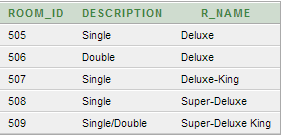 ROOM_ID DESCRIPTION R_NAME
505 Single Deluxe
506 Double Deluxe
507 Single Deluxe-King
508 Single Super-Deluxe
509 Single/Double Super-Deluxe King